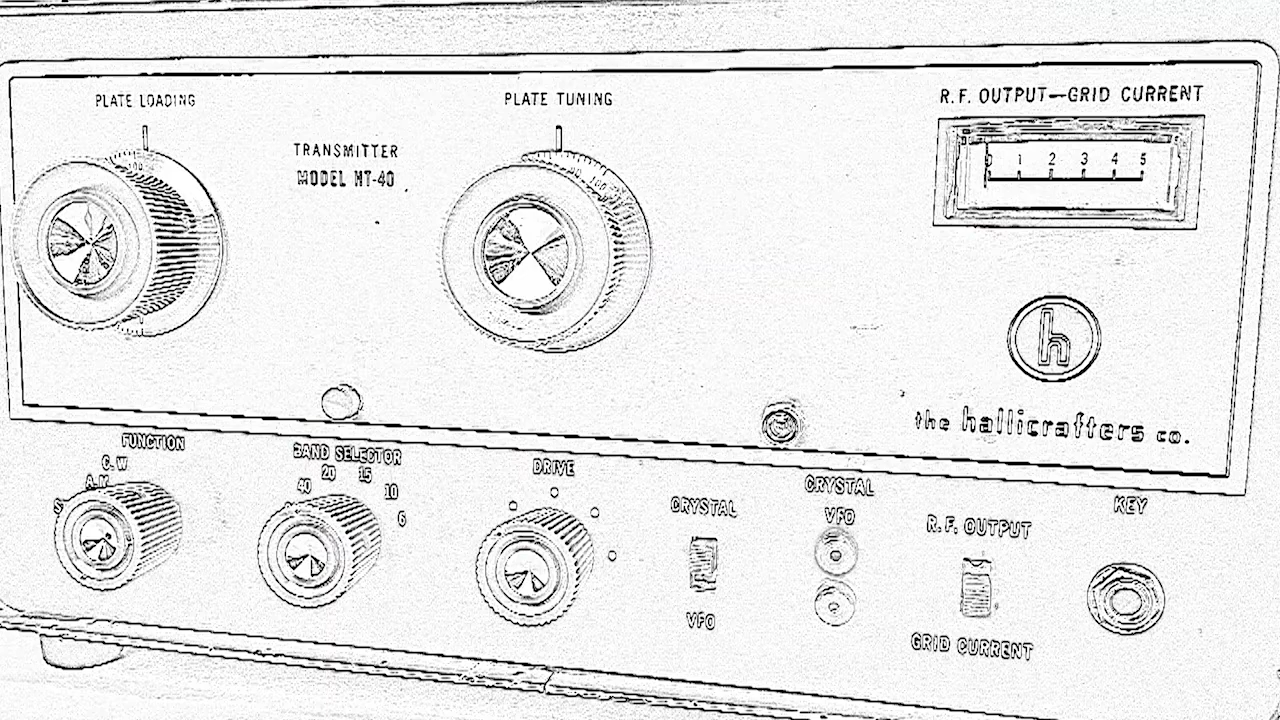 PLATE LOADING
PLATE TUNING
R.F. OUTPUT—GRID CURRENT
TRANSMITTER
MODEL HT-40
0 1 2 3 4 5
h
the hallicrafters co.
FUNCTION
C.W
A.M
BAND SELECTOR
40 20 15 10 6
DRIVE
CRYSTAL
VFO
CRYSTAL
VFO
R.F. OUTPUT
GRID CURRENT
KEY